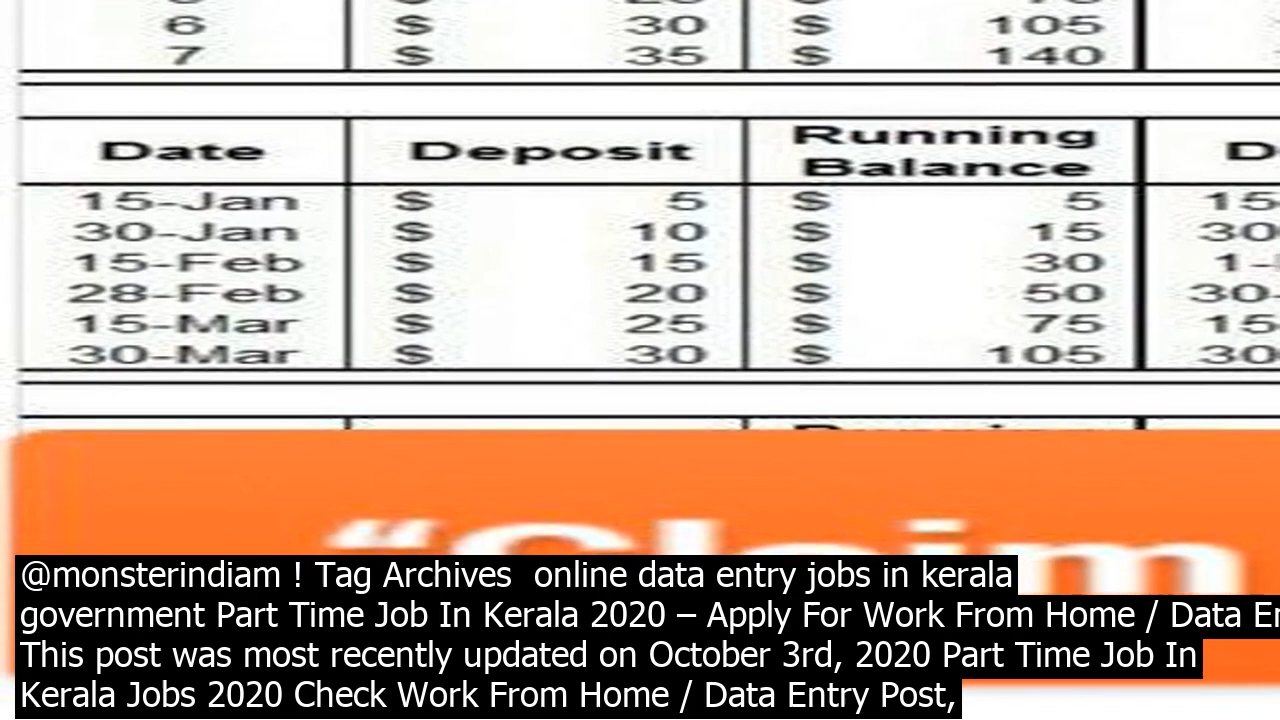 6 $ 30 $ 105
7 $ 35 $ 140
Date Deposit Running Balance
15-Jan $ 5 $ 5 15
30-Jan $ 10 $ 15 30
15-Feb $ 15 $ 30 1-
28-Feb $ 20 $ 50 30-
15-Mar $ 25 $ 75 15
30-Mar $ 30 $ 105 30
“Claim
@monsterindiam ! Tag Archives  online data entry jobs in kerala
government Part Time Job In Kerala 2020 – Apply For Work From Home / Data En
This post was most recently updated on October 3rd, 2020 Part Time Job In
Kerala Jobs 2020 Check Work From Home / Data Entry Post,